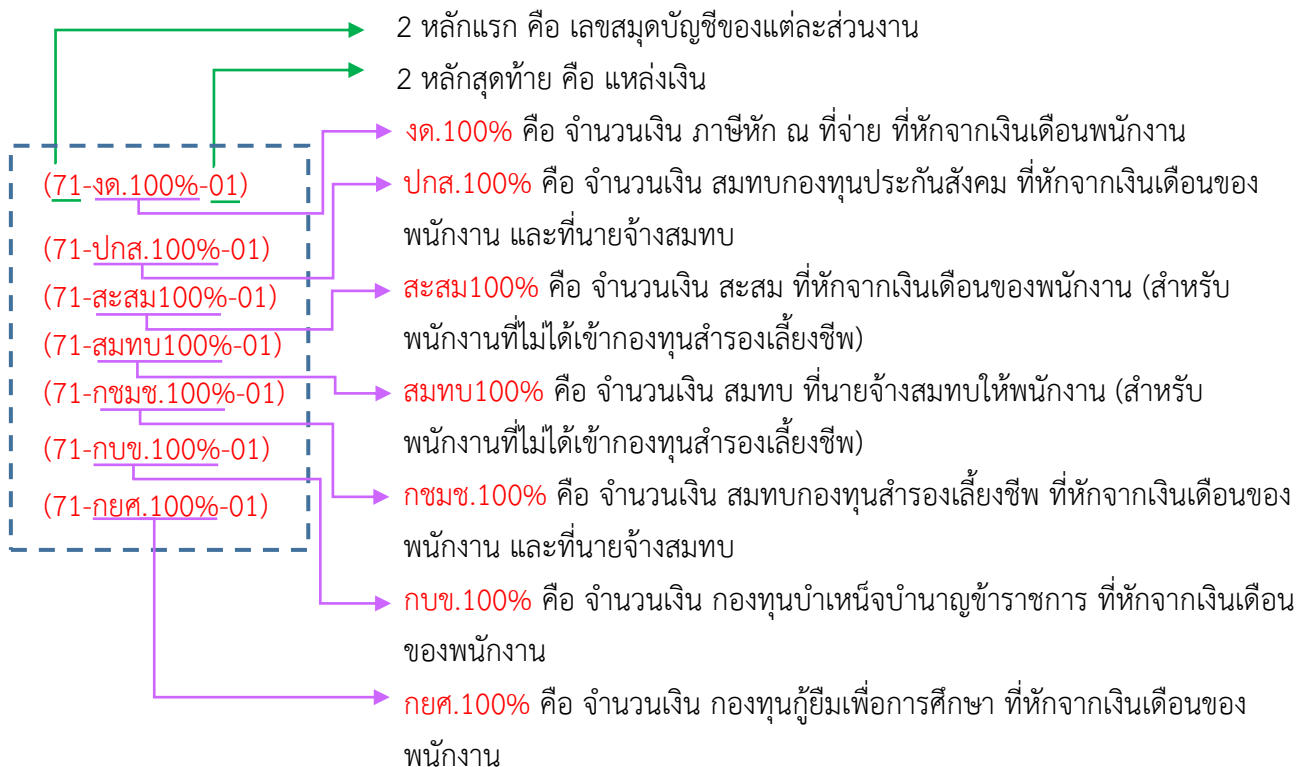 2 หลักแรก คือ เลขสมุดบัญชีของแต่ละส่วนงาน
2 หลักสุดท้าย คือ แหล่งเงิน
(71-งด.100%-01)
(71-ปกส.100%-01)
(71-สะสม100%-01)
(71-สมทบ100%-01)
(71-กชมช.100%-01)
(71-กบข.100%-01)
(71-กยศ.100%-01)
งด.100% คือ จำนวนเงิน ภาษีหัก ณ ที่จ่าย ที่หักจากเงินเดือนพนักงาน
ปกส.100% คือ จำนวนเงิน สมทบกองทุนประกันสังคม ที่หักจากเงินเดือนของ
พนักงาน และที่นายจ้างสมทบ
สะสม100% คือ จำนวนเงิน สะสม ที่หักจากเงินเดือนของพนักงาน (สำหรับ
พนักงานที่ไม่ได้เข้ากองทุนสำรองเลี้ยงชีพ)
สมทบ100% คือ จำนวนเงิน สมทบ ที่นายจ้างสมทบให้พนักงาน (สำหรับ
พนักงานที่ไม่ได้เข้ากองทุนสำรองเลี้ยงชีพ)
กชมช.100% คือ จำนวนเงิน สมทบกองทุนสำรองเลี้ยงชีพ ที่หักจากเงินเดือนของ
พนักงาน และที่นายจ้างสมทบ
กบข.100% คือ จำนวนเงิน กองทุนบำเหน็จบำนาญข้าราชการ ที่หักจากเงินเดือน
ของพนักงาน
กยศ.100% คือ จำนวนเงิน กองทุนกู้ยืมเพื่อการศึกษา ที่หักจากเงินเดือนของ
พนักงาน